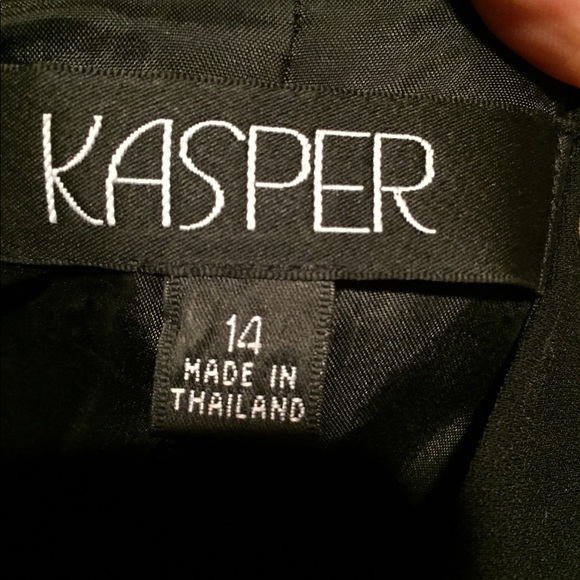 KASPER
14
MADE IN
THAILAND